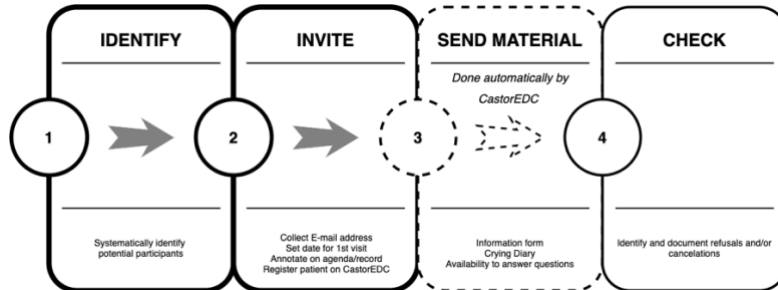 IDENTIFY
INVITE
SEND MATERIAL
CHECK
Done automatically by
CastorEDC
1
2
3
4
Systematically identify
potential participants
Collect E-mail address
Set date for 1st visit
Annotate on agenda/record
Register patient on CastorEDC
Information form
Crying Diary
Availability to answer questions
Identify and document refusals and/or
cancelations